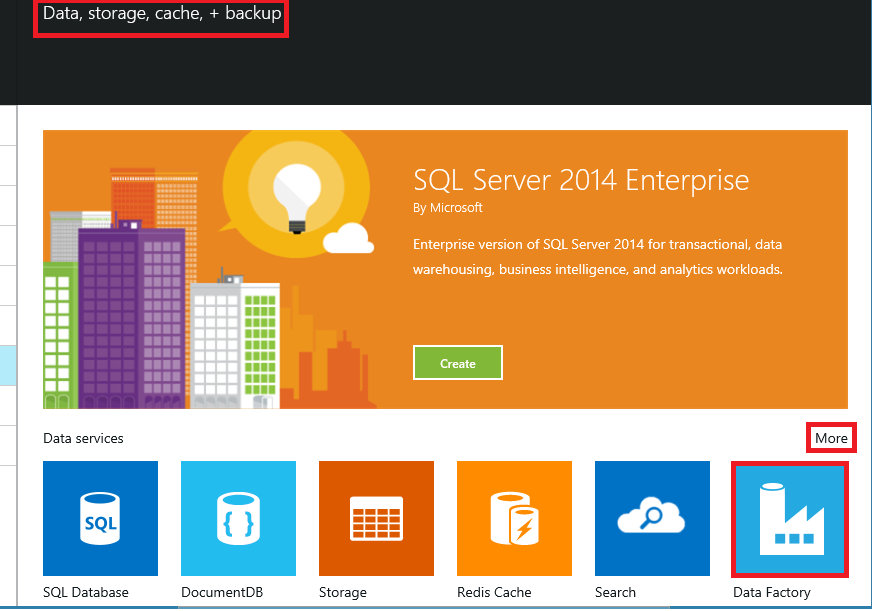 Data, storage, cache, + backup
SQL Server 2014 Enterprise
By Microsoft
Enterprise version of SQL Server 2014 for transactional, data
warehousing, business intelligence, and analytics workloads.
Create
Data services
More
SQL
{ }
SQL Database
DocumentDB
Storage
Redis Cache
Search
Data Factory